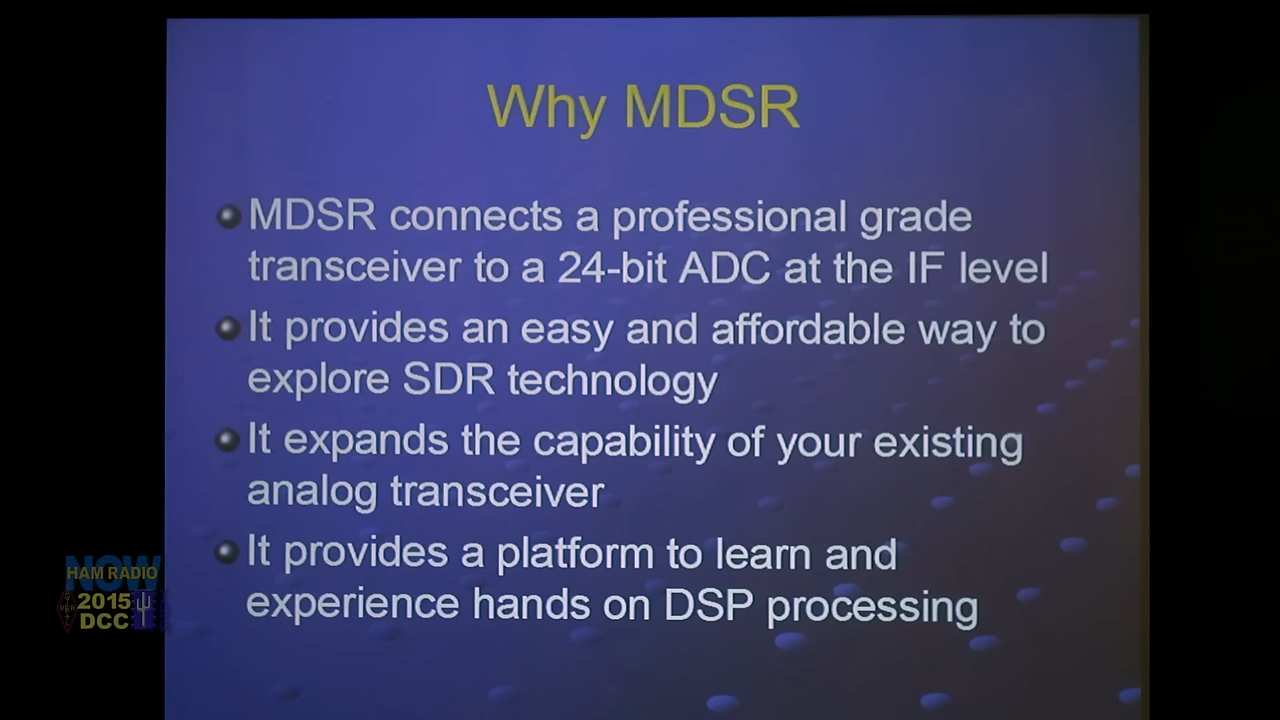 Why MDSR
MDSR connects a professional grade
transceiver to a 24-bit ADC at the IF level
It provides an easy and affordable way to
explore SDR technology
It expands the capability of your existing
analog transceiver
It provides a platform to learn and
experience hands on DSP processing
NOW
HAM RADIO
2015
DCC